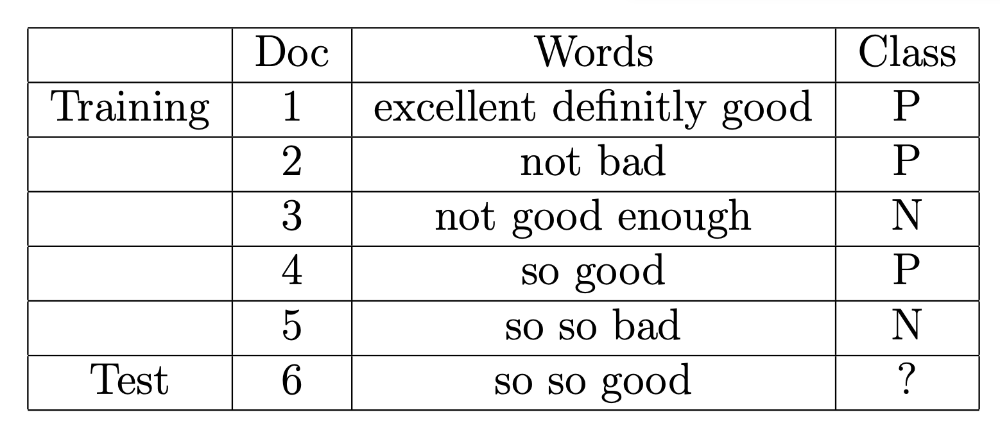 Doc Words Class
Training 1 excellent definitly good P
2 not bad P
3 not good enough N
4 so good P
5 so so bad N
Test 6 so so good ?